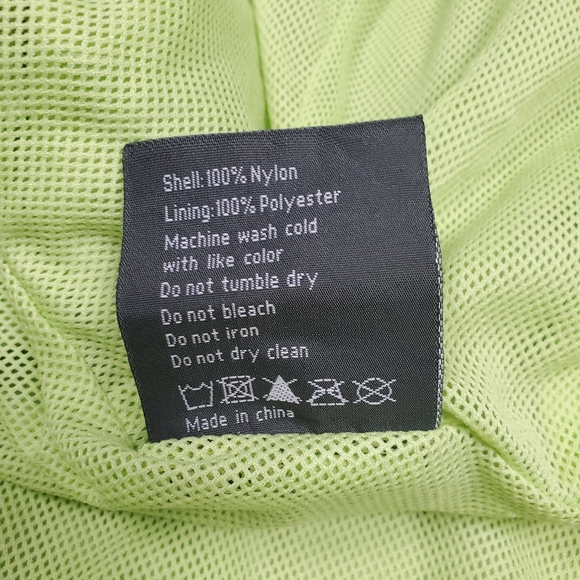 Shell:100% Nylon
Lining:100% Polyester
Machine wash cold
with like color
Do not tumble dry
Do not bleach
Do not iron
Do not dry clean
Made in china